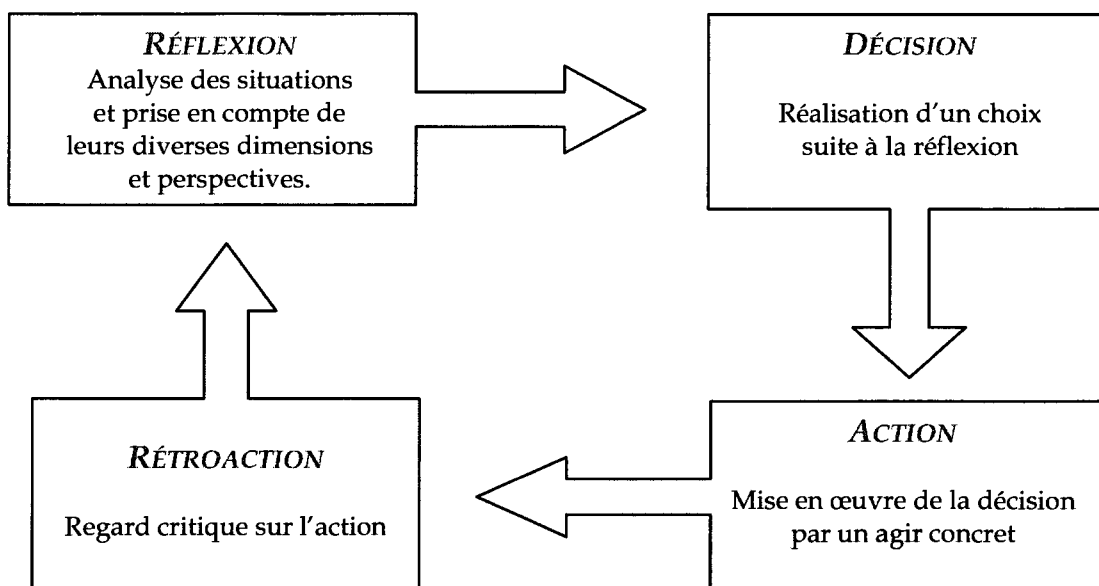 RÉFLEXION
Analyse des situations
et prise en compte de
leurs diverses dimensions
et perspectives.
DÉCISION
Réalisation d'un choix
suite à la réflexion
ACTION
Mise en œuvre de la décision
par un agir concret
RÉTROACTION
Regard critique sur l'action